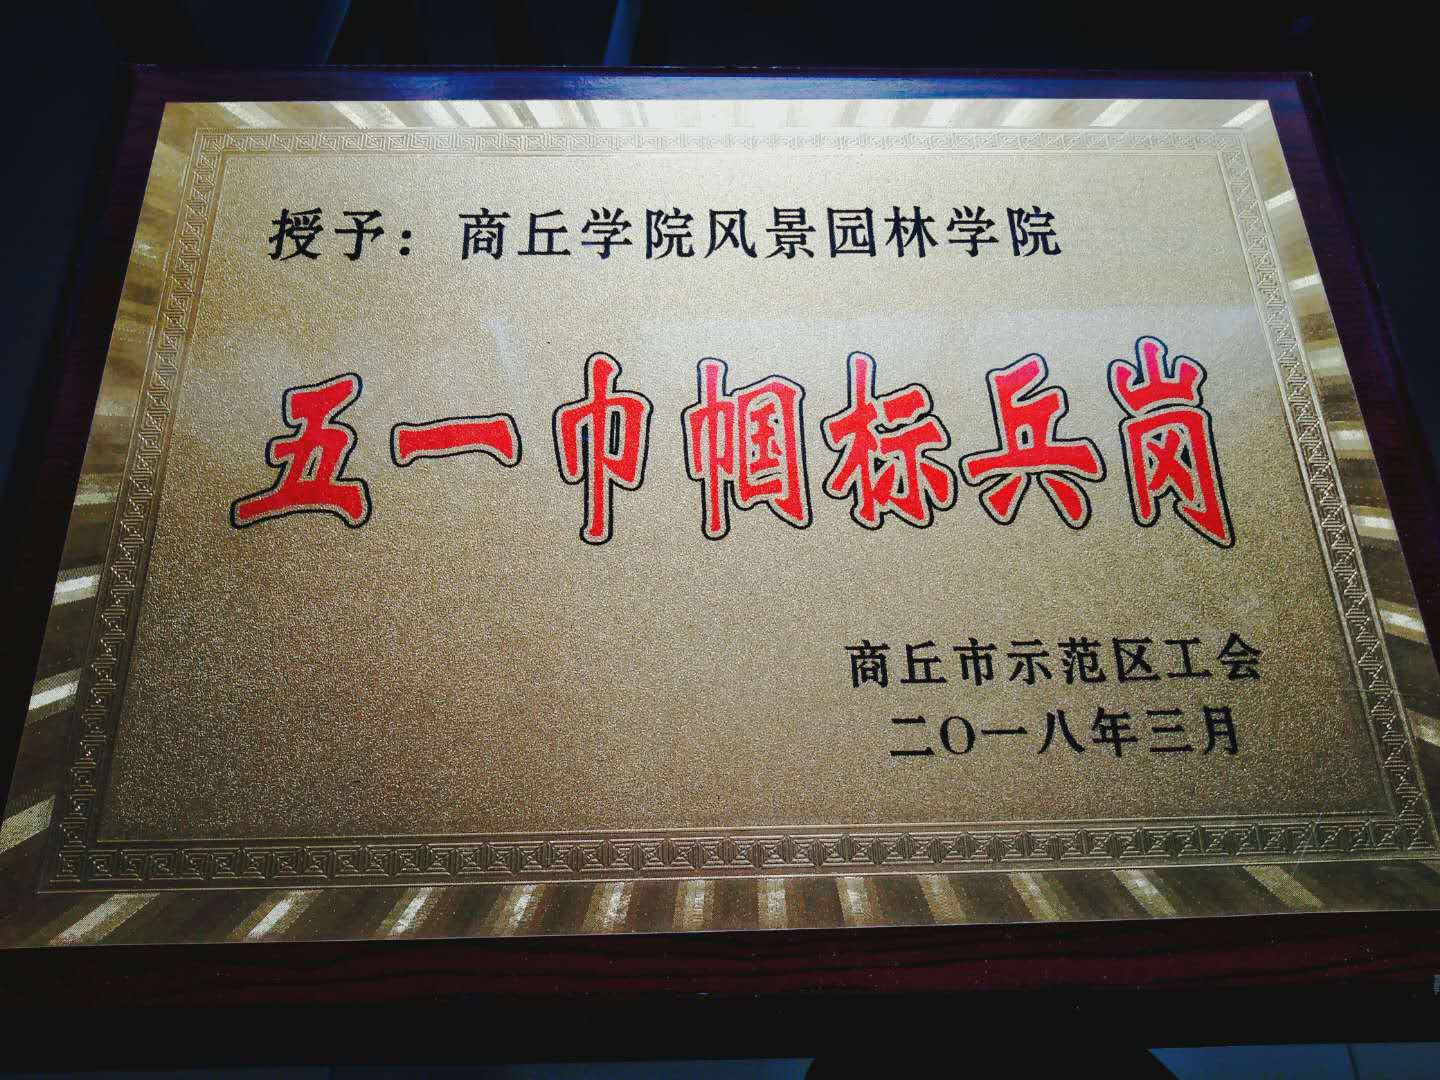 授予：商丘学院风景园林学院
五一巾帼标兵岗
商丘市示范区工会
二O一八年三月